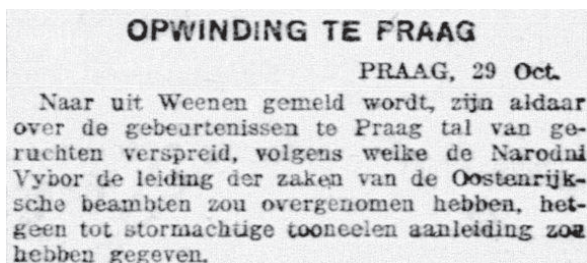 OPWINDING TE PRAAG
PRAAG, 29 Oct.
Naar uit Weenen gemeld wordt, zijn aldaar
over de gebeurtenissen te Praag tal van ge-
ruchten verspreid, volgens welke de Narodni
Vybor de leiding der zaken van de Oostenrijk-
sche beambten zou overgenomen hebben, het-
geen tot stormachtige tooneelen aanleiding zou
hebben gegeven.